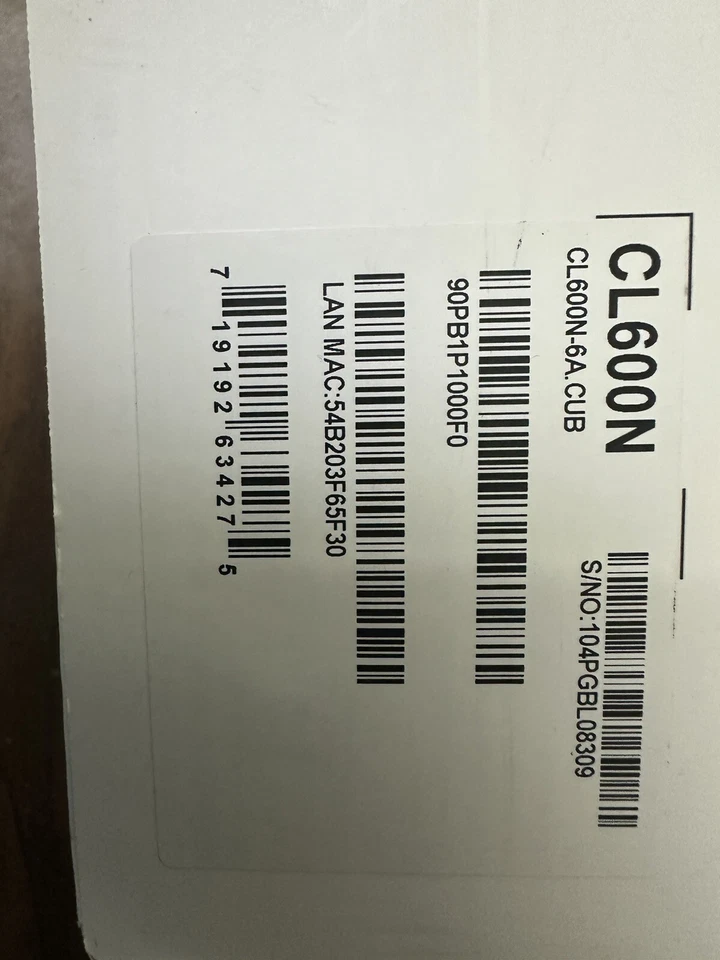 CL600N
CL600N-6A.CUB
S/NO:104PGBL08309
90PB1P1000F0
LAN MAC:54B203F65F30
7 19192 63427 5